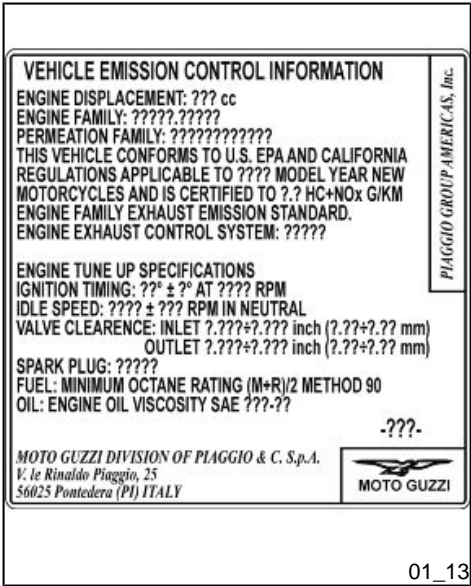 VEHICLE EMISSION CONTROL INFORMATION
ENGINE DISPLACEMENT: ??? cc
ENGINE FAMILY: ?????.?????
PERMEATION FAMILY: ????????????
THIS VEHICLE CONFORMS TO U.S. EPA AND CALIFORNIA
REGULATIONS APPLICABLE TO ???? MODEL YEAR NEW
MOTORCYCLES AND IS CERTIFIED TO ?.? HC+NOx G/KM
ENGINE FAMILY EXHAUST EMISSION STANDARD.
ENGINE EXHAUST CONTROL SYSTEM: ?????
ENGINE TUNE UP SPECIFICATIONS
IGNITION TIMING: ??° ± ?° AT ???? RPM
IDLE SPEED: ???? ± ??? RPM IN NEUTRAL
VALVE CLEARENCE: INLET ?.???÷?.??? inch (?.??÷?.?? mm)
OUTLET ?.???÷?.??? inch (?.??÷?.?? mm)
SPARK PLUG: ?????
FUEL: MINIMUM OCTANE RATING (M+R)/2 METHOD 90
OIL: ENGINE OIL VISCOSITY SAE ???-??
-???-
PIAGGIO GROUP AMERICAS, Inc.
MOTO GUZZI DIVISION OF PIAGGIO & C. S.p.A.
V. le Rinaldo Piaggio, 25
56025 Pontedera (PI) ITALY
MOTO GUZZI
01_13